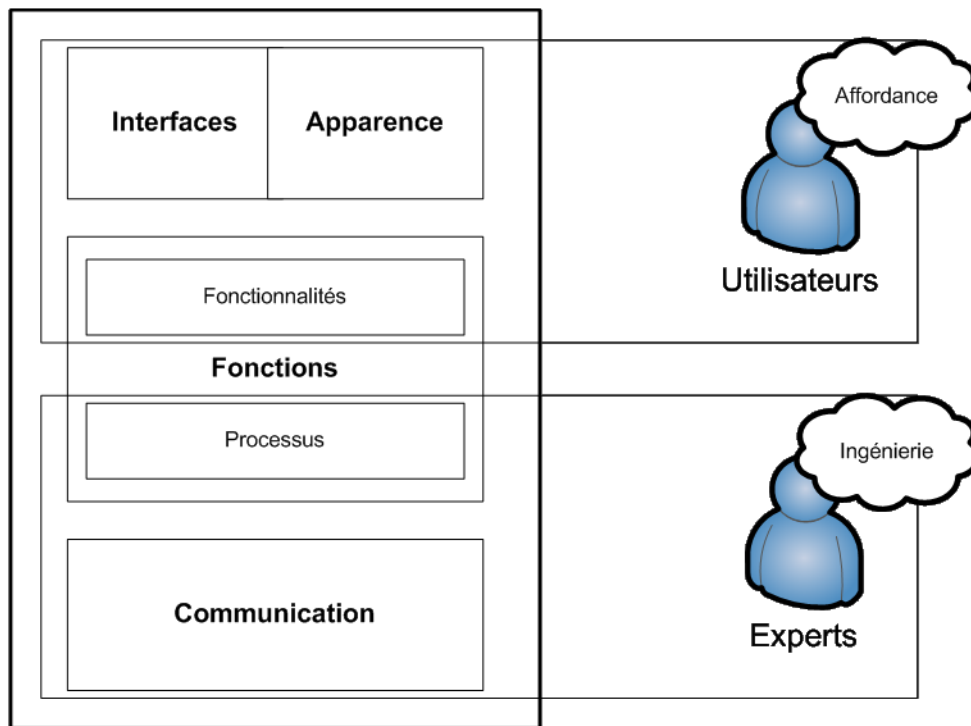 Interfaces
Apparence
Affordance
Utilisateurs
Fonctionnalités
Fonctions
Processus
Ingénierie
Communication
Experts